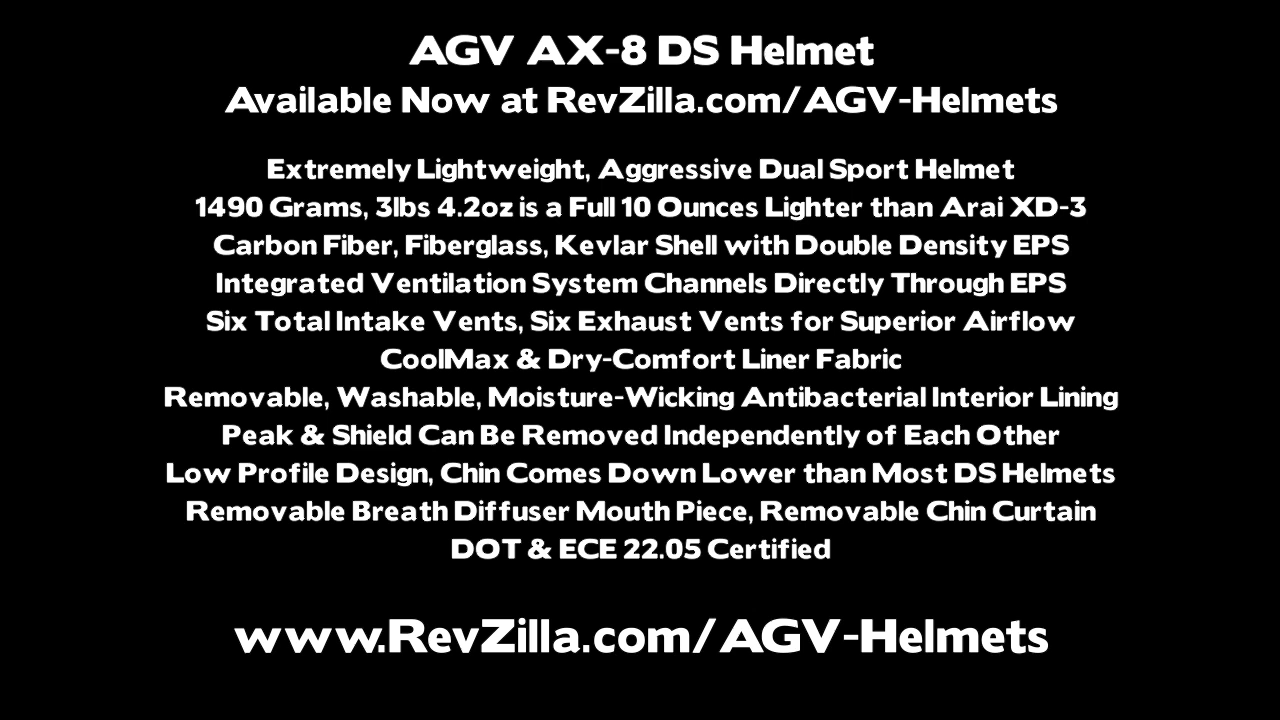 AGV AX-8 DS Helmet
Available Now at RevZilla.com/AGV-Helmets
Extremely Lightweight, Aggressive Dual Sport Helmet
1490 Grams, 3lbs 4.2oz is a Full 10 Ounces Lighter than Arai XD-3
Carbon Fiber, Fiberglass, Kevlar Shell with Double Density EPS
Integrated Ventilation System Channels Directly Through EPS
Six Total Intake Vents, Six Exhaust Vents for Superior Airflow
CoolMax & Dry-Comfort Liner Fabric
Removable, Washable, Moisture-Wicking Antibacterial Interior Lining
Peak & Shield Can Be Removed Independently of Each Other
Low Profile Design, Chin Comes Down Lower than Most DS Helmets
Removable Breath Diffuser Mouth Piece, Removable Chin Curtain
DOT & ECE 22.05 Certified
www.RevZilla.com/AGV-Helmets